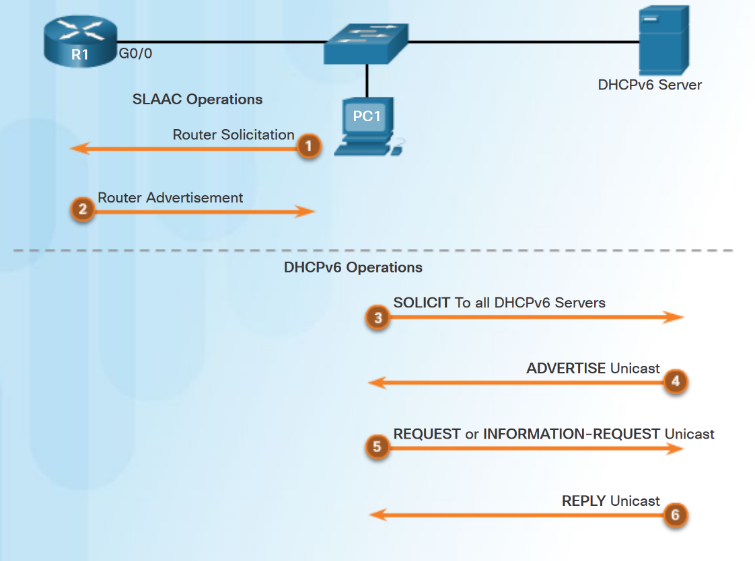 R1
G0/0
DHCPv6 Server
SLAAC Operations
PC1
Router Solicitation
1
2
Router Advertisement
DHCPv6 Operations
SOLICIT To all DHCPv6 Servers
3
ADVERTISE Unicast
4
REQUEST or INFORMATION-REQUEST Unicast
5
REPLY Unicast
6